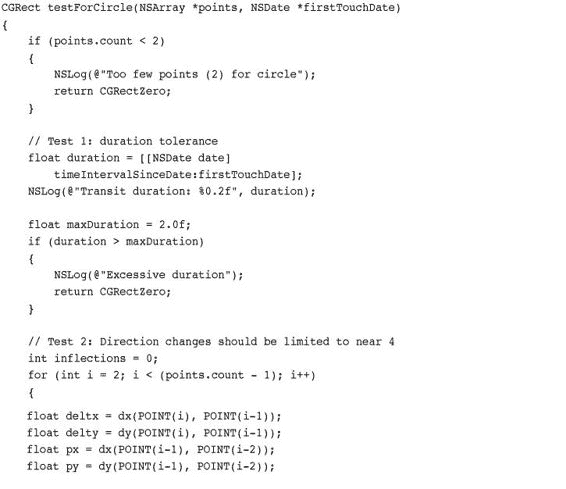 CGRect testForCircle(NSArray *points, NSDate *firstTouchDate)
{
if (points.count < 2)
{
NSLog(@"Too few points (2) for circle");
return CGRectZero;
}
// Test 1: duration tolerance
float duration = [[NSDate date]
timeIntervalSinceDate:firstTouchDate];
NSLog(@"Transit duration: %0.2f", duration);
float maxDuration = 2.0f;
if (duration > maxDuration)
{
NSLog(@"Excessive duration");
return CGRectZero;
}
// Test 2: Direction changes should be limited to near 4
int inflections = 0;
for (int i = 2; i < (points.count - 1); i++)
{
float deltx = dx(POINT(i), POINT(i-1));
float delty = dy(POINT(i), POINT(i-1));
float px = dx(POINT(i-1), POINT(i-2));
float py = dy(POINT(i-1), POINT(i-2));